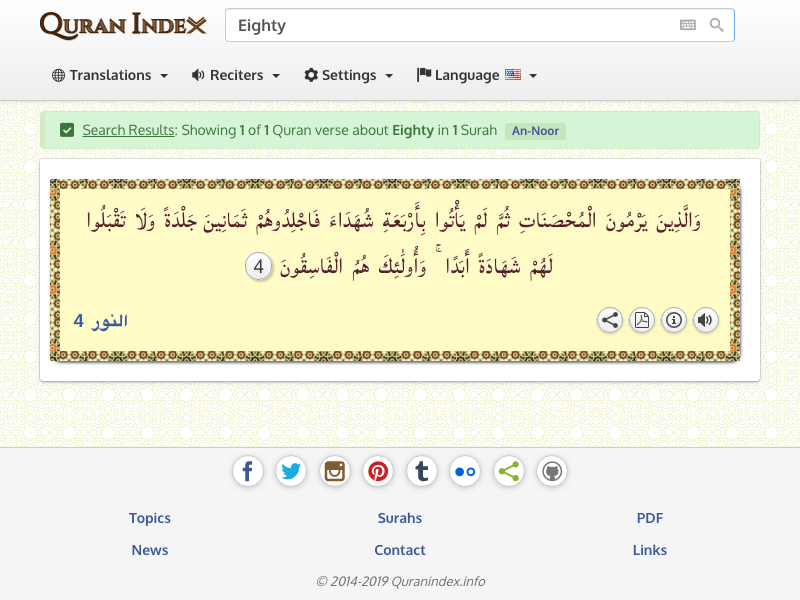 QURAN INDEX
Eighty
Translations Reciters Settings Language
Search Results: Showing 1 of 1 Quran verse about Eighty in 1 Surah An-Noor
وَالَّذِينَ يَرْمُونَ الْمُحْصَنَاتِ ثُمَّ لَمْ يَأْتُوا بِأَرْبَعَةِ شُهَدَاءَ فَاجْلِدُوهُمْ ثَمَانِينَ جَلْدَةً وَلَا تَقْبَلُوا
لَهُمْ شَهَادَةً أَبَدًا ۚ وَأُولَٰئِكَ هُمُ الْفَاسِقُونَ 4
النور 4
Topics Surahs PDF
News Contact Links
© 2014-2019 Quranindex.info